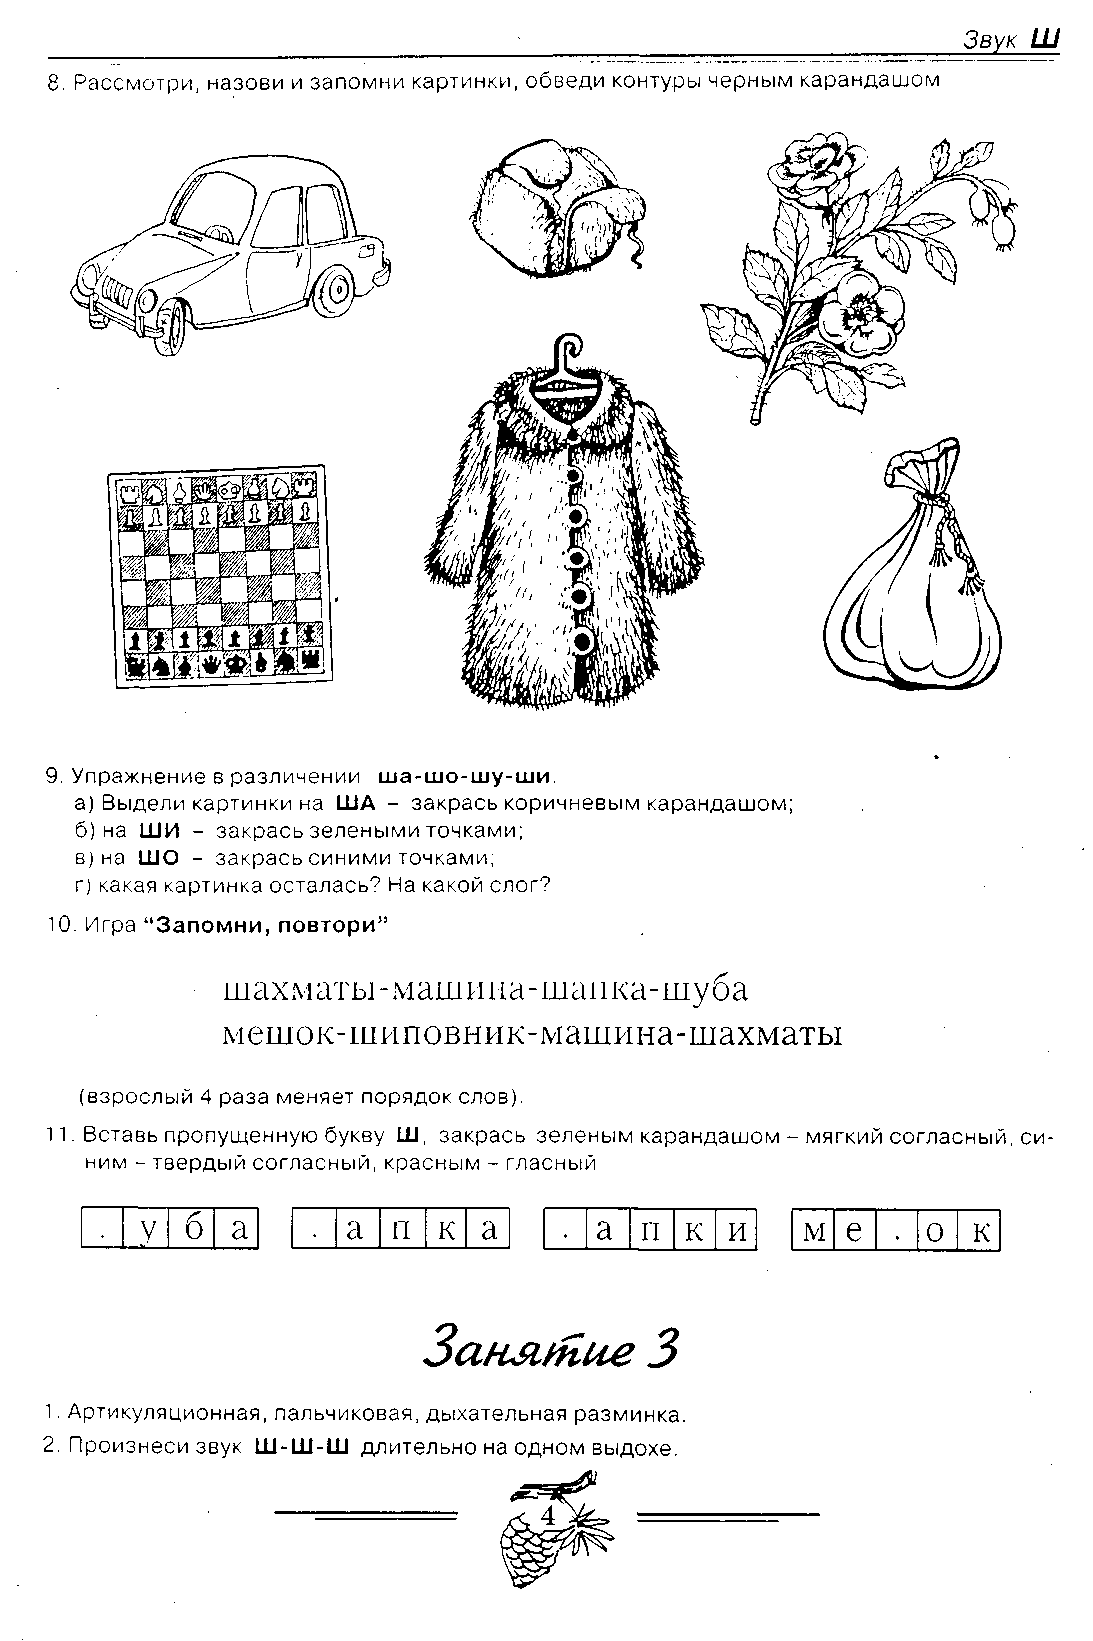 Звук Ш
8. Рассмотри, назови и запомни картинки, обведи контуры черным карандашом
9. Упражнение в различении ша-шо-шу-ши.
а) Выдели картинки на ША – закрась коричневым карандашом;
б) на ШИ – закрась зелеными точками;
в) на ШО – закрась синими точками;
г) какая картинка осталась? На какой слог?
10. Игра “Запомни, повтори”
шахматы-машина-шапка-шуба
мешок-шиповник-машина-шахматы
(взрослый 4 раза меняет порядок слов).
11. Вставь пропущенную букву Ш, закрась зеленым карандашом – мягкий согласный, си-
ним – твердый согласный, красным – гласный
. у б а . а п к а . а п к и м е . о к
Занятие 3
1. Артикуляционная, пальчиковая, дыхательная разминка.
2. Произнеси звук Ш-Ш-Ш длительно на одном выдохе.
4